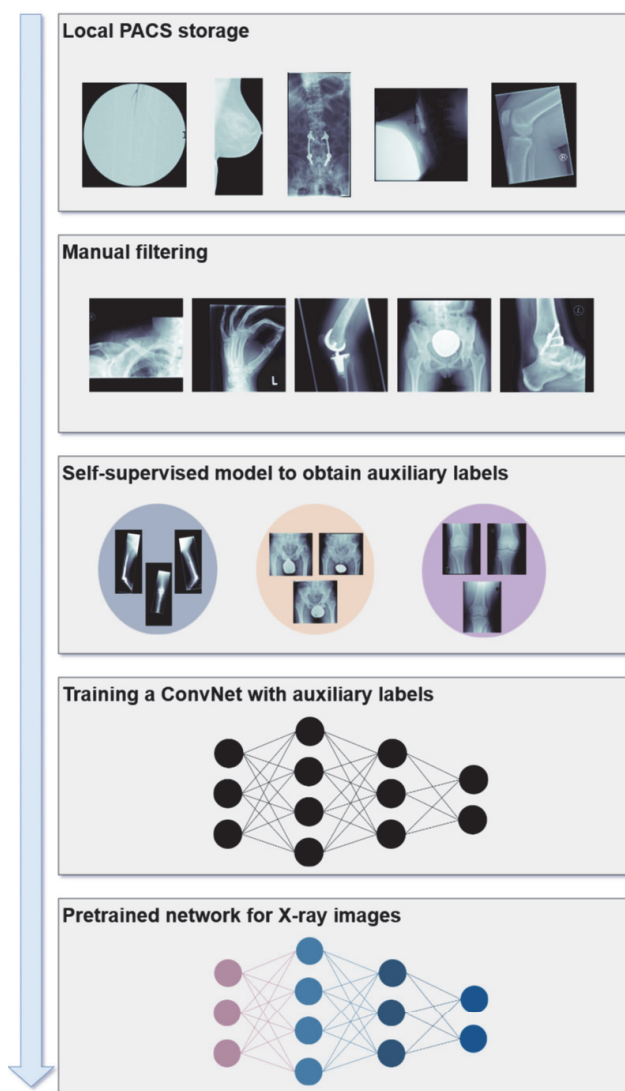 Local PACS storage
R
Manual filtering
L
Self-supervised model to obtain auxiliary labels
Training a ConvNet with auxiliary labels
Pretrained network for X-ray images